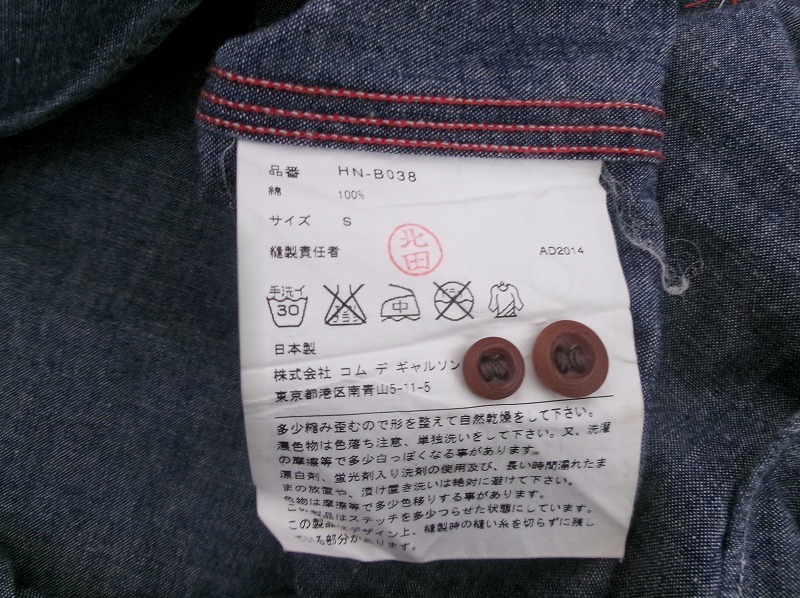 品番 HN-B038
綿 100%
サイズ S
北田
縫製責任者 AD2014
手洗イ
30 中
日本製
株式会社 コム デ ギャルソン
東京都港区南青山5-11-5
多少縮み歪むので形を整えて自然乾燥をして下さい。
濃色物は色落ち注意、単独洗いをして下さい。又、洗濯
の摩擦等で多少白っぽくなる事があります。
漂白剤、蛍光剤入り洗剤の使用及び、長い時間濡れたま
まの放置や、漬け置き洗いは絶対に避けて下さい。
色物は摩擦等で多少色移りする事があります。
この製品はステッチを多少つらせた状態にしています。
この製品はデザイン上、縫製時の縫い糸を切らずに残し
ている部分があります。